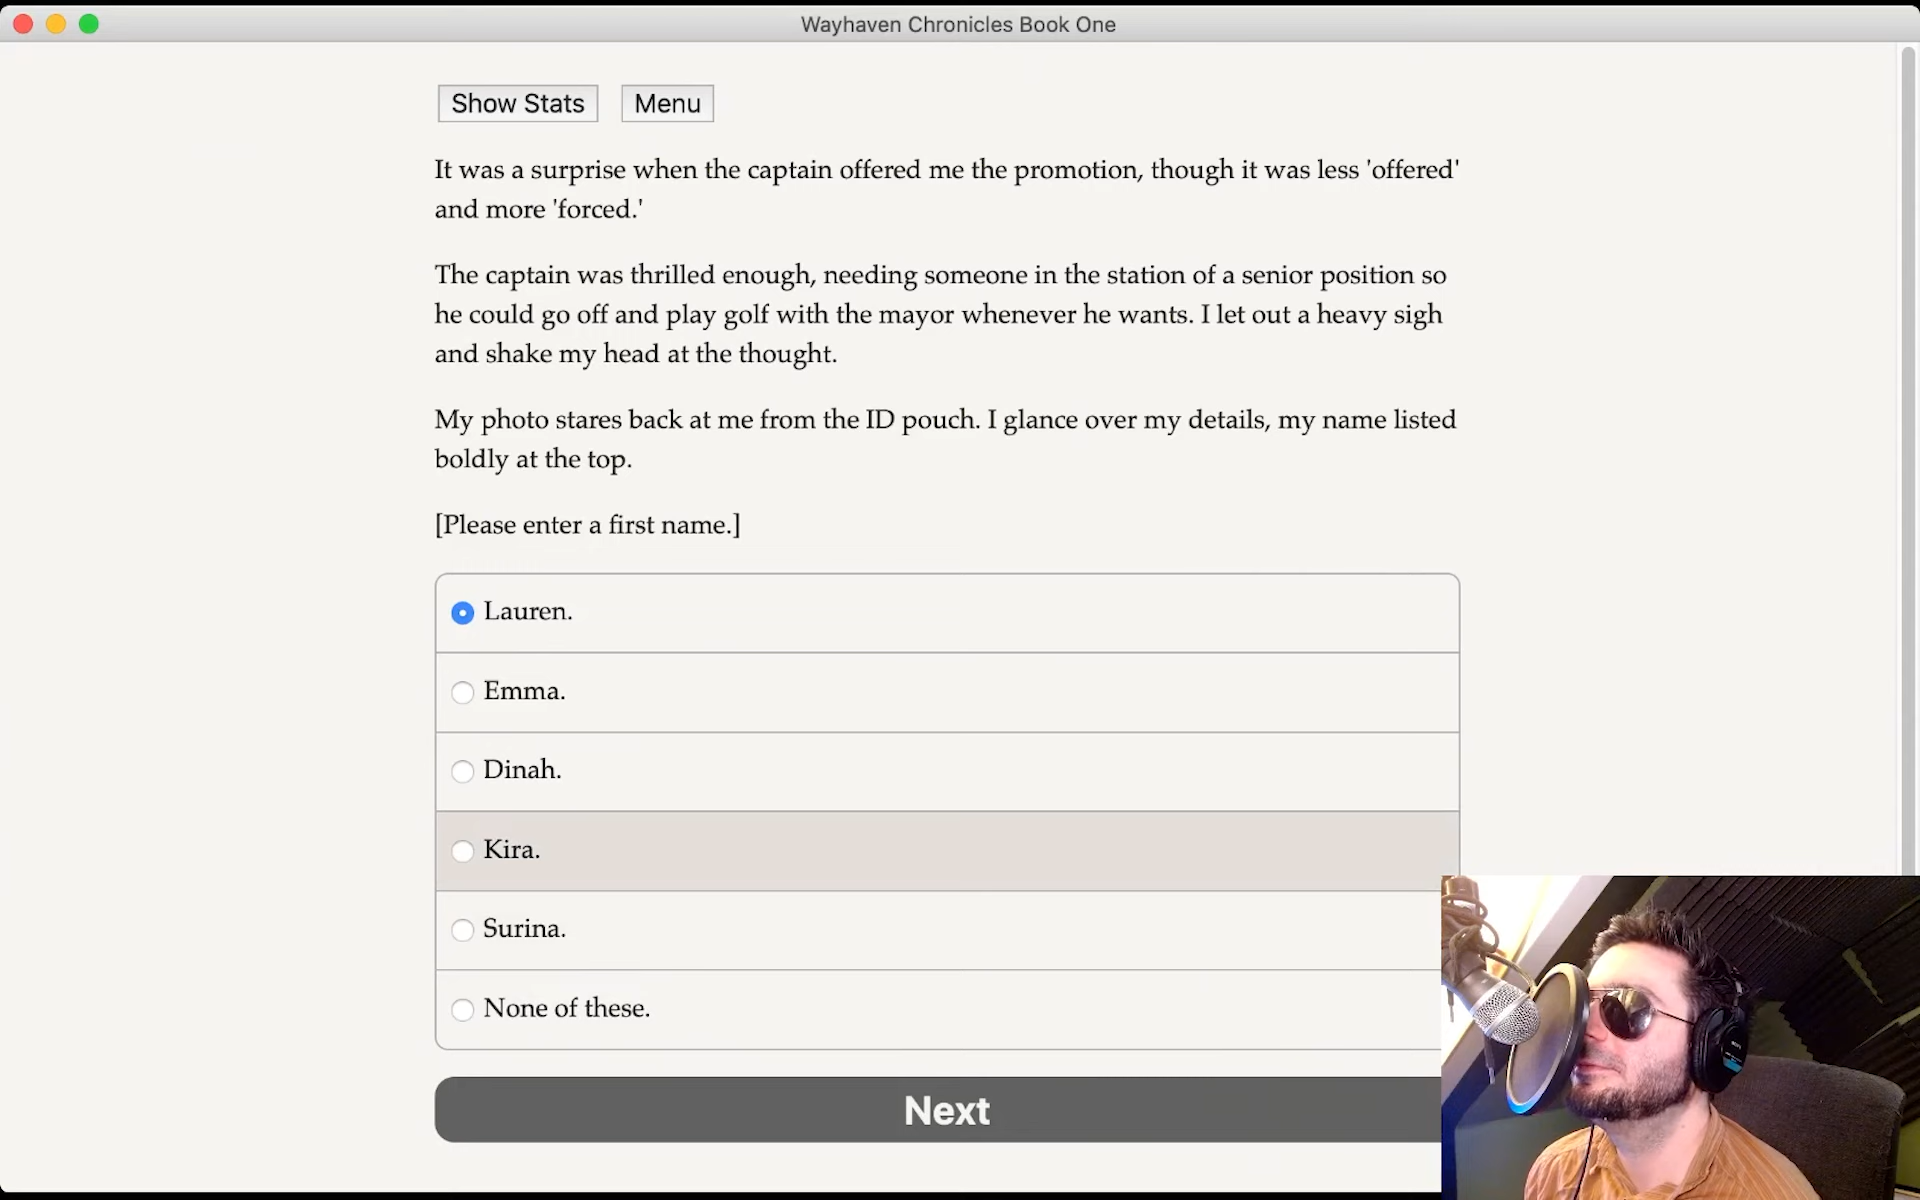 Wayhaven Chronicles Book One
Show Stats Menu
It was a surprise when the captain offered me the promotion, though it was less 'offered'
and more 'forced.'
The captain was thrilled enough, needing someone in the station of a senior position so
he could go off and play golf with the mayor whenever he wants. I let out a heavy sigh
and shake my head at the thought.
My photo stares back at me from the ID pouch. I glance over my details, my name listed
boldly at the top.
[Please enter a first name.]
Lauren.
Emma.
Dinah.
Kira.
Surina.
None of these.
Next
SONY